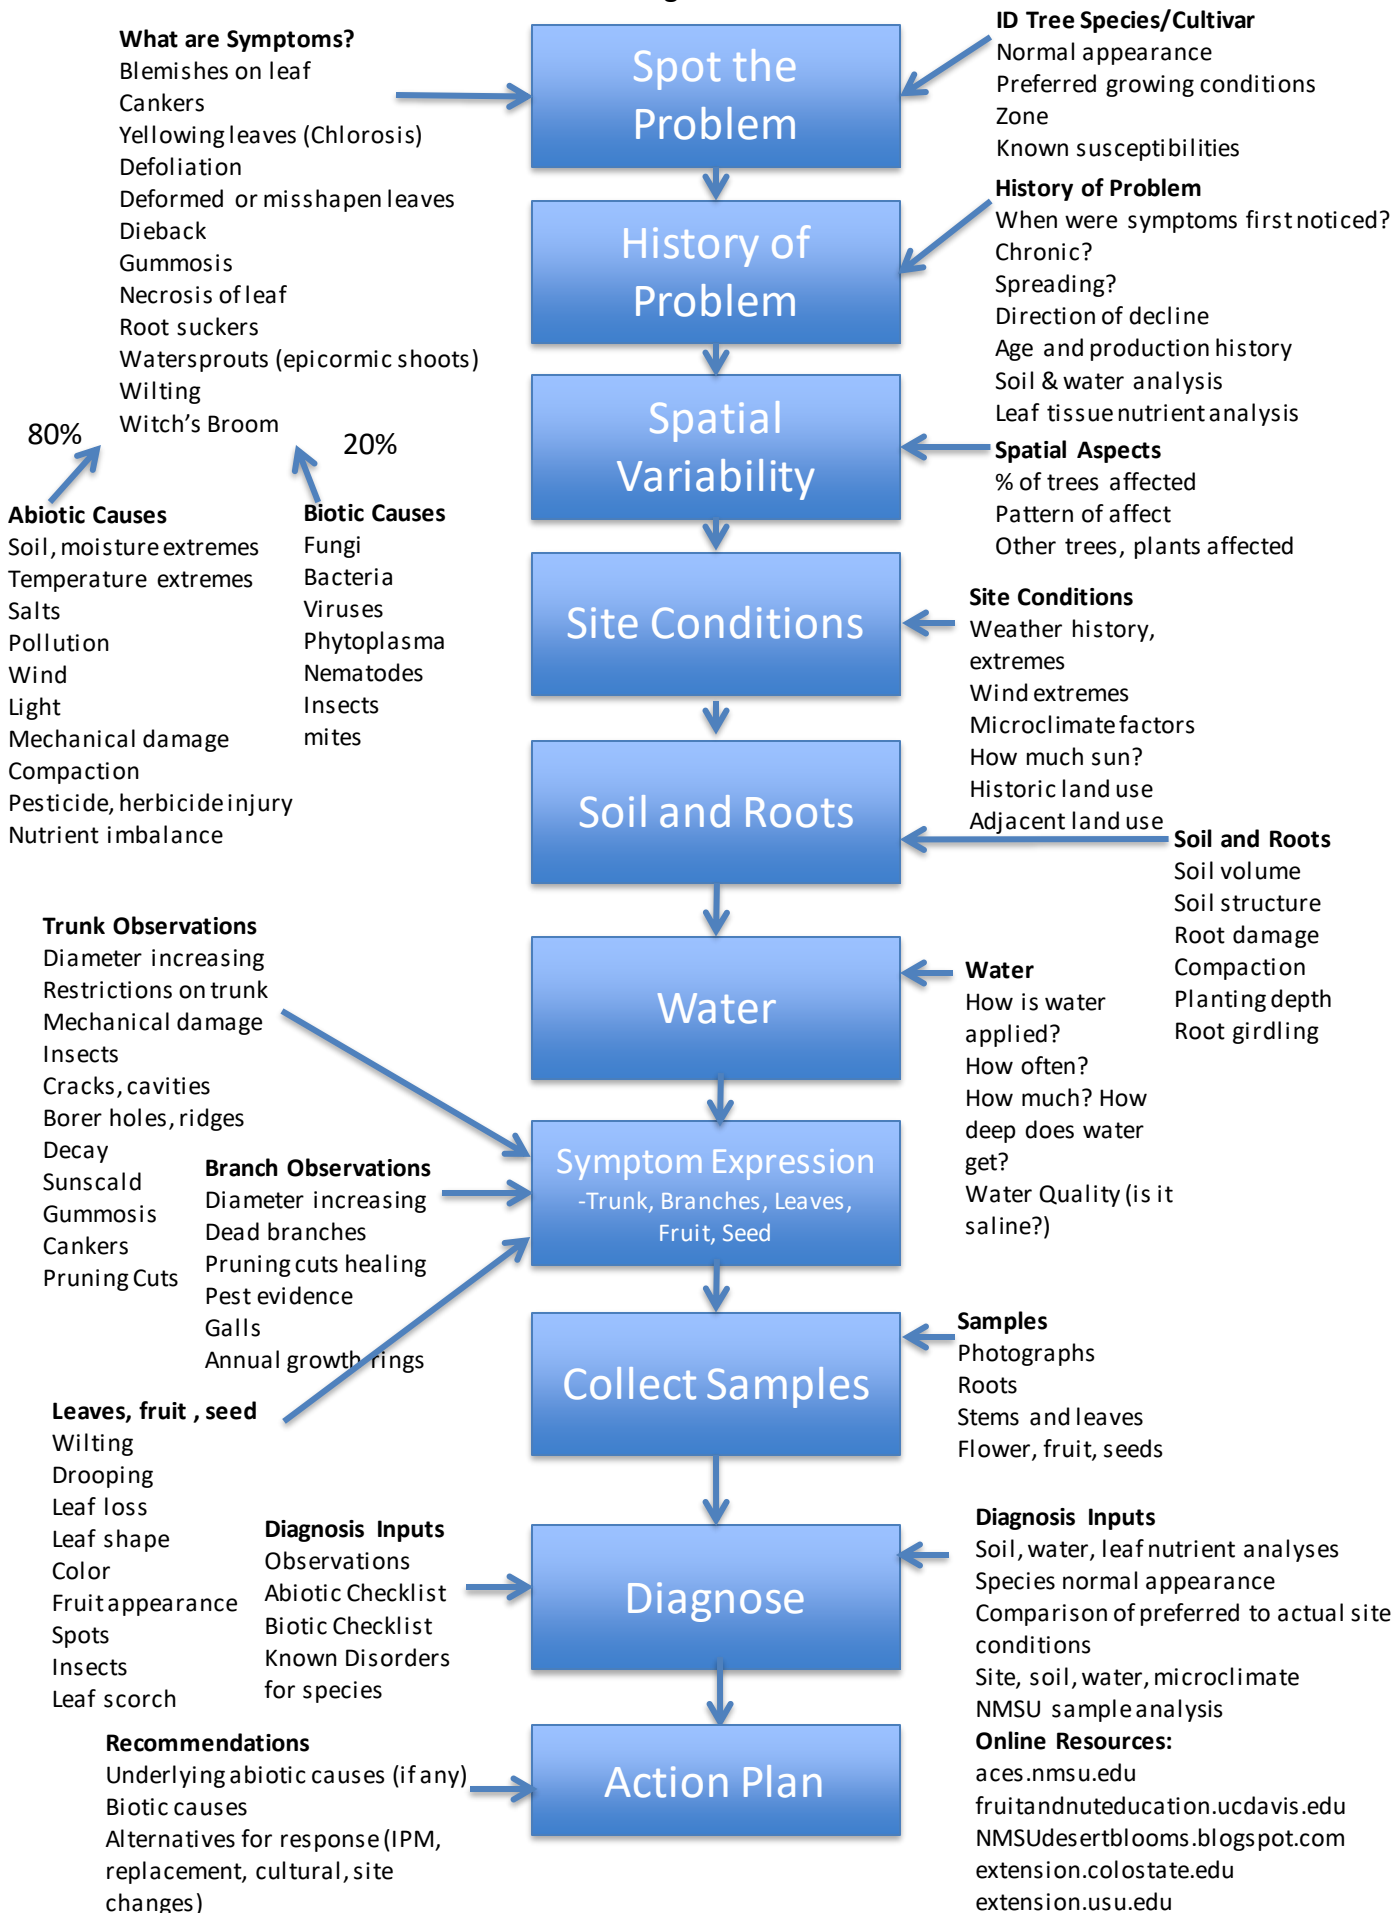 What are Symptoms?
Blemishes on leaf
Cankers
Yellowing leaves (Chlorosis)
Defoliation
Deformed or misshapen leaves
Dieback
Gummosis
Necrosis of leaf
Root suckers
Watersprouts (epicormic shoots)
Wilting
Witch's Broom
80%
20%
Abiotic Causes
Soil, moisture extremes
Temperature extremes
Salts
Pollution
Wind
Light
Mechanical damage
Compaction
Pesticide, herbicide injury
Nutrient imbalance
Biotic Causes
Fungi
Bacteria
Viruses
Phytoplasma
Nematodes
Insects
mites
Spot the
Problem
ID Tree Species/Cultivar
Normal appearance
Preferred growing conditions
Zone
Known susceptibilities
History of
Problem
History of Problem
When were symptoms first noticed?
Chronic?
Spreading?
Direction of decline
Age and production history
Soil & water analysis
Leaf tissue nutrient analysis
Spatial
Variability
Spatial Aspects
% of trees affected
Pattern of affect
Other trees, plants affected
Site Conditions
Site Conditions
Weather history,
extremes
Wind extremes
Microclimate factors
How much sun?
Historic land use
Adjacent land use
Soil and Roots
Soil and Roots
Soil volume
Soil structure
Root damage
Compaction
Planting depth
Root girdling
Water
Water
How is water
applied?
How often?
How much? How
deep does water
get?
Water Quality (is it
saline?)
Trunk Observations
Diameter increasing
Restrictions on trunk
Mechanical damage
Insects
Cracks, cavities
Borer holes, ridges
Decay
Sunscald
Gummosis
Cankers
Pruning Cuts
Branch Observations
Diameter increasing
Dead branches
Pruning cuts healing
Pest evidence
Galls
Annual growth rings
Symptom Expression
-Trunk, Branches, Leaves,
Fruit, Seed
Leaves, fruit , seed
Wilting
Drooping
Leaf loss
Leaf shape
Color
Fruit appearance
Spots
Insects
Leaf scorch
Collect Samples
Samples
Photographs
Roots
Stems and leaves
Flower, fruit, seeds
Diagnosis Inputs
Observations
Abiotic Checklist
Biotic Checklist
Known Disorders
for species
Diagnose
Diagnosis Inputs
Soil, water, leaf nutrient analyses
Species normal appearance
Comparison of preferred to actual site
conditions
Site, soil, water, microclimate
NMSU sample analysis
Online Resources:
aces.nmsu.edu
fruitandnuteducation.ucdavis.edu
NMSUdesertblooms.blogspot.com
extension.colostate.edu
extension.usu.edu
Recommendations
Underlying abiotic causes (if any)
Biotic causes
Alternatives for response (IPM,
replacement, cultural, site
changes)
Action Plan